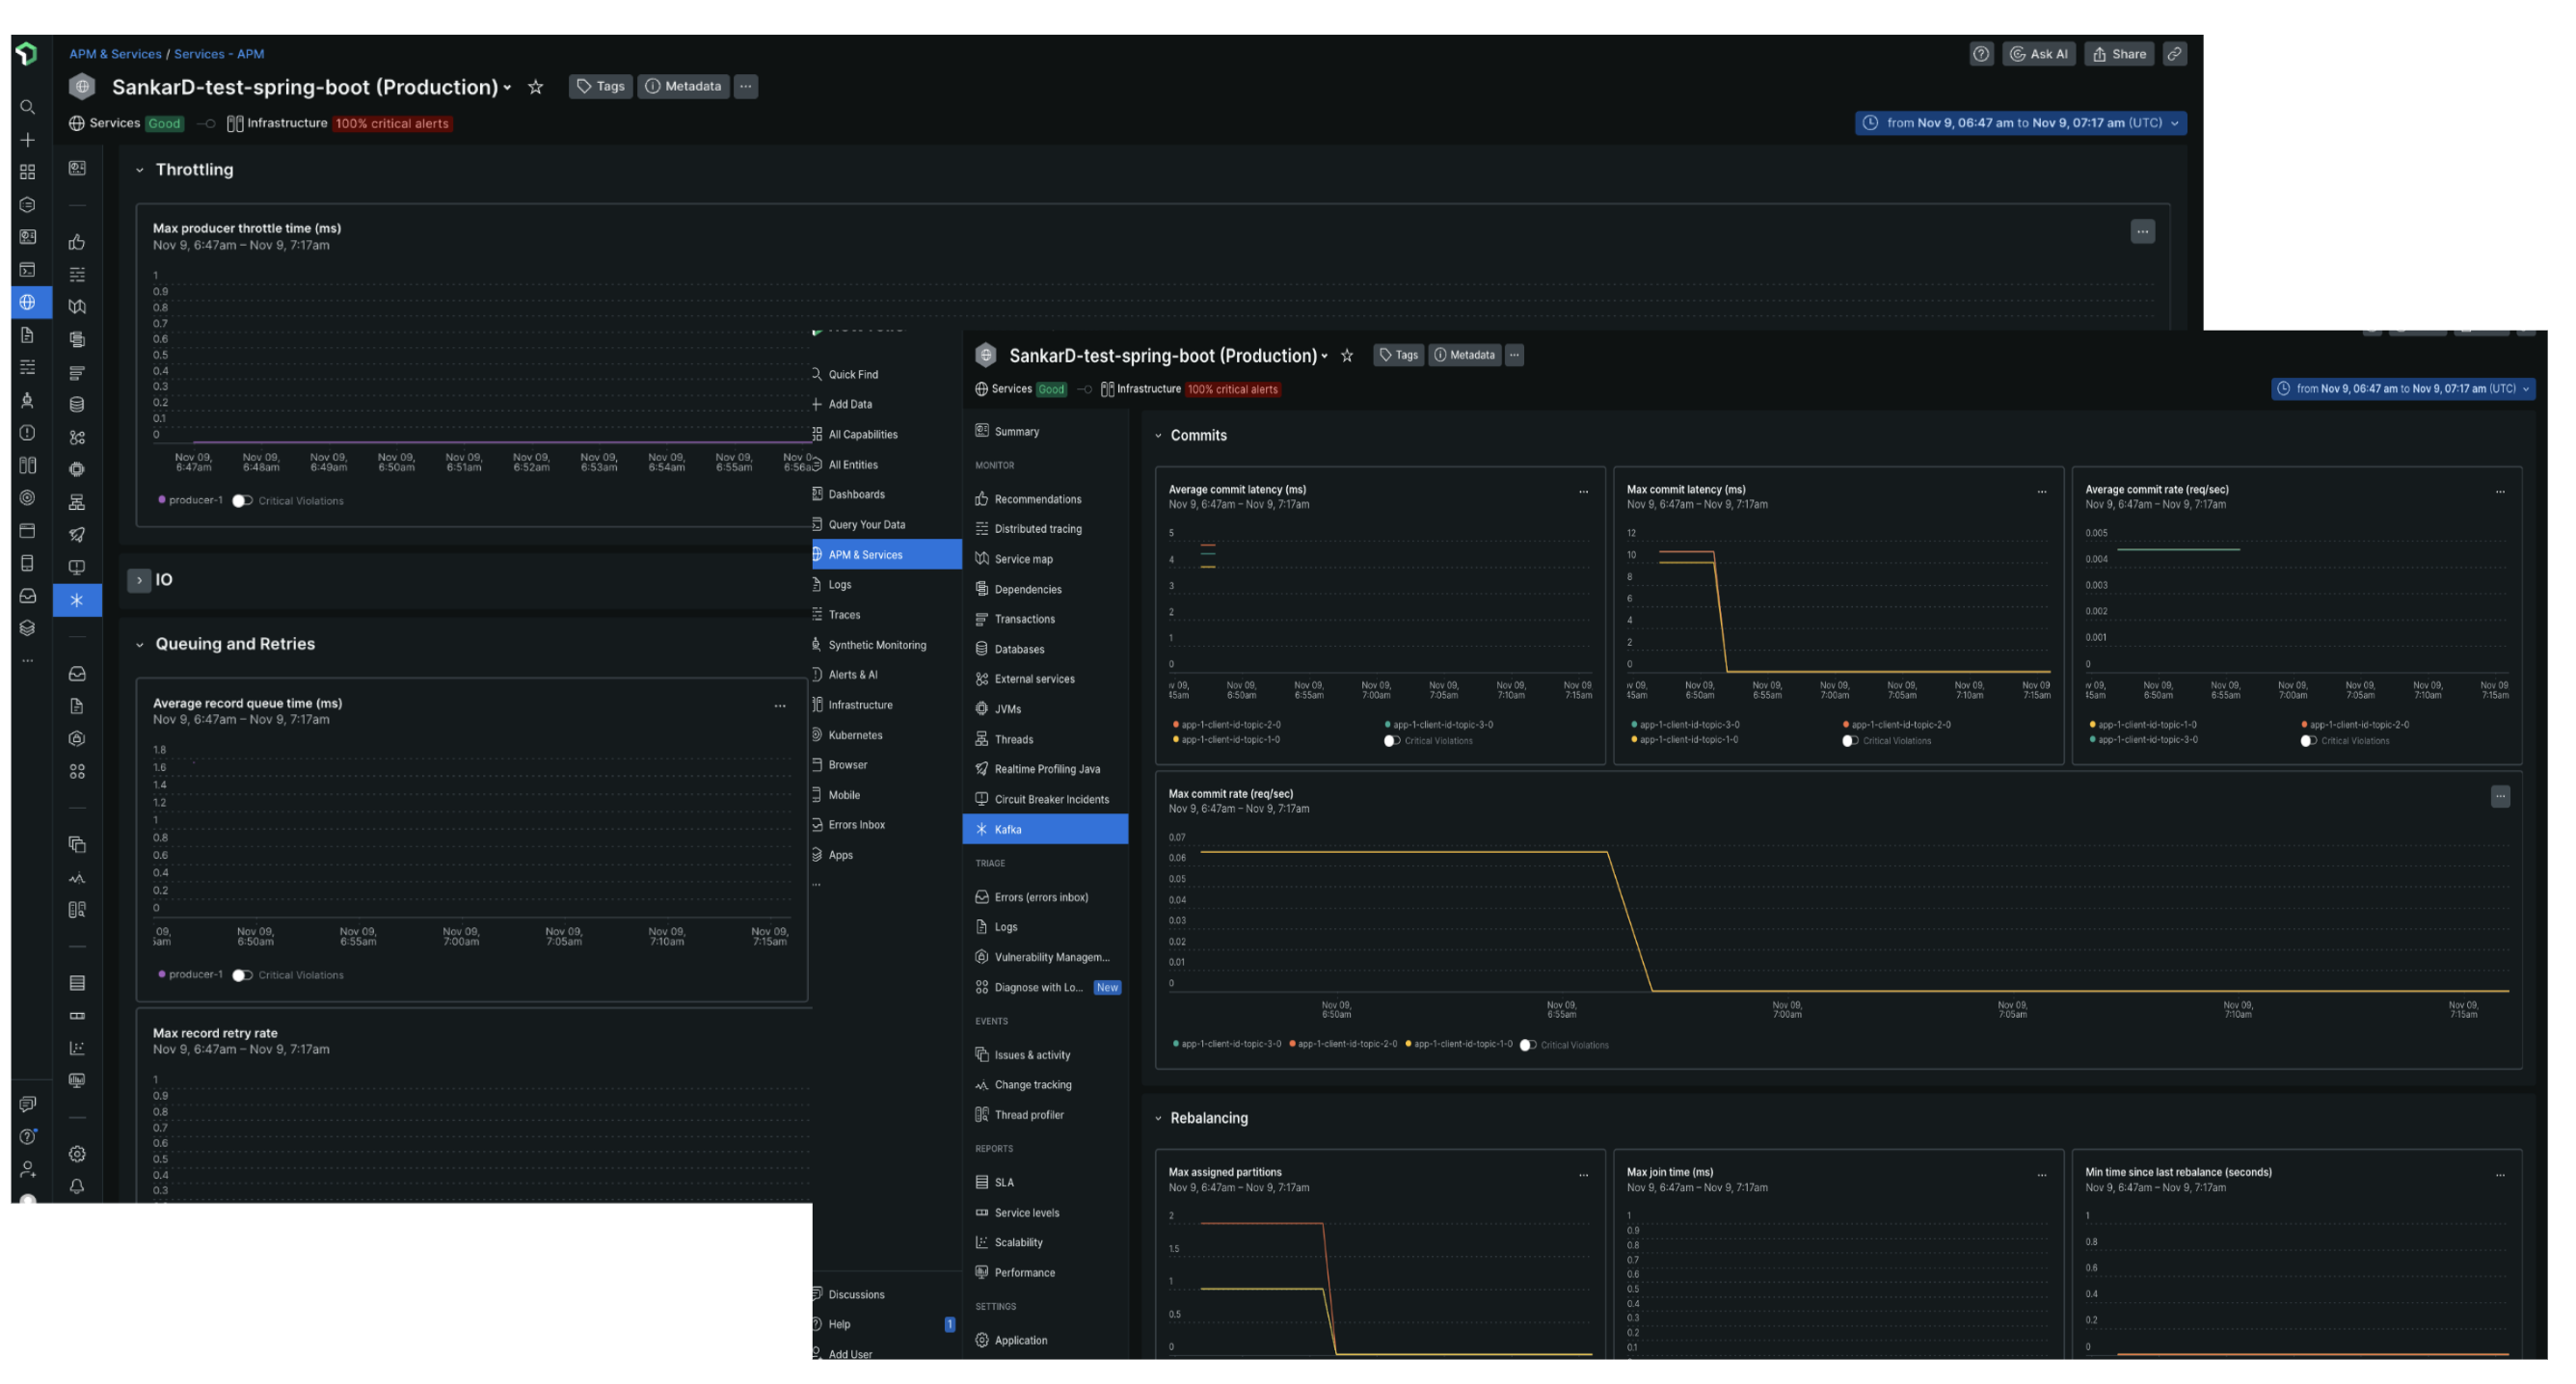 APM & Services / Services - APM
Ask AI
Share
SankarD-test-spring-boot (Production)
Tags
Metadata
...
Services Good
Infrastructure 100% critical alerts
from Nov 9, 06:47 am to Nov 9, 07:17 am (UTC)
Throttling
Max producer throttle time (ms)
Nov 9, 6:47am – Nov 9, 7:17am
...
1
0.9
0.8
0.7
0.6
0.5
0.4
0.3
0.2
0.1
0
Nov 09, 6:47am
Nov 09, 6:48am
Nov 09, 6:49am
Nov 09, 6:50am
Nov 09, 6:51am
Nov 09, 6:52am
Nov 09, 6:53am
Nov 09, 6:54am
Nov 09, 6:55am
Nov 0 6:56a
producer-1
Critical Violations
IO
Queuing and Retries
Average record queue time (ms)
Nov 9, 6:47am – Nov 9, 7:17am
...
1.8
1.6
1.4
1.2
1
0.8
0.6
0.4
0.2
0
09, 5am
Nov 09, 6:50am
Nov 09, 6:55am
Nov 09, 7:00am
Nov 09, 7:05am
Nov 09, 7:10am
Nov 09, 7:15am
producer-1
Critical Violations
Max record retry rate
Nov 9, 6:47am – Nov 9, 7:17am
1
0.9
0.8
0.7
0.6
0.5
0.4
0.3
Quick Find
Add Data
All Capabilities
All Entities
Dashboards
Query Your Data
APM & Services
Logs
Traces
Synthetic Monitoring
Alerts & AI
Infrastructure
Kubernetes
Browser
Mobile
Errors Inbox
Apps
...
Discussions
Help 1
Add User
SankarD-test-spring-boot (Production)
Tags
Metadata
...
Services Good
Infrastructure 100% critical alerts
from Nov 9, 06:47 am to Nov 9, 07:17 am (UTC)
Summary
MONITOR
Recommendations
Distributed tracing
Service map
Dependencies
Transactions
Databases
External services
JVMs
Threads
Realtime Profiling Java
Circuit Breaker Incidents
Kafka
TRIAGE
Errors (errors inbox)
Logs
Vulnerability Managem...
Diagnose with Lo... New
EVENTS
Issues & activity
Change tracking
Thread profiler
REPORTS
SLA
Service levels
Scalability
Performance
SETTINGS
Application
Commits
Average commit latency (ms)
Nov 9, 6:47am – Nov 9, 7:17am
...
5
4
3
2
1
0
v 09, 45am
Nov 09, 6:50am
Nov 09, 6:55am
Nov 09, 7:00am
Nov 09, 7:05am
Nov 09, 7:10am
Nov 09, 7:15am
app-1-client-id-topic-2-0
app-1-client-id-topic-3-0
app-1-client-id-topic-1-0
Critical Violations
Max commit latency (ms)
Nov 9, 6:47am – Nov 9, 7:17am
...
12
10
8
6
4
2
0
v 09, 45am
Nov 09, 6:50am
Nov 09, 6:55am
Nov 09, 7:00am
Nov 09, 7:05am
Nov 09, 7:10am
Nov 09 7:15am
app-1-client-id-topic-3-0
app-1-client-id-topic-2-0
app-1-client-id-topic-1-0
Critical Violations
Average commit rate (req/sec)
Nov 9, 6:47am – Nov 9, 7:17am
...
0.005
0.004
0.003
0.002
0.001
0
v 09, 45am
Nov 09, 6:50am
Nov 09, 6:55am
Nov 09, 7:00am
Nov 09, 7:05am
Nov 09, 7:10am
Nov 09 7:15am
app-1-client-id-topic-1-0
app-1-client-id-topic-2-0
app-1-client-id-topic-3-0
Critical Violations
Max commit rate (req/sec)
Nov 9, 6:47am – Nov 9, 7:17am
...
0.07
0.06
0.05
0.04
0.03
0.02
0.01
0
Nov 09, 6:50am
Nov 09, 6:55am
Nov 09, 7:00am
Nov 09, 7:05am
Nov 09, 7:10am
Nov 09, 7:15am
app-1-client-id-topic-3-0
app-1-client-id-topic-2-0
app-1-client-id-topic-1-0
Critical Violations
Rebalancing
Max assigned partitions
Nov 9, 6:47am – Nov 9, 7:17am
...
2
1.5
1
0.5
0
Max join time (ms)
Nov 9, 6:47am – Nov 9, 7:17am
...
1
0.9
0.8
0.7
0.6
0.5
0.4
0.3
0.2
0.1
Min time since last rebalance (seconds)
Nov 9, 6:47am – Nov 9, 7:17am
...
1
0.8
0.6
0.4
0.2
0